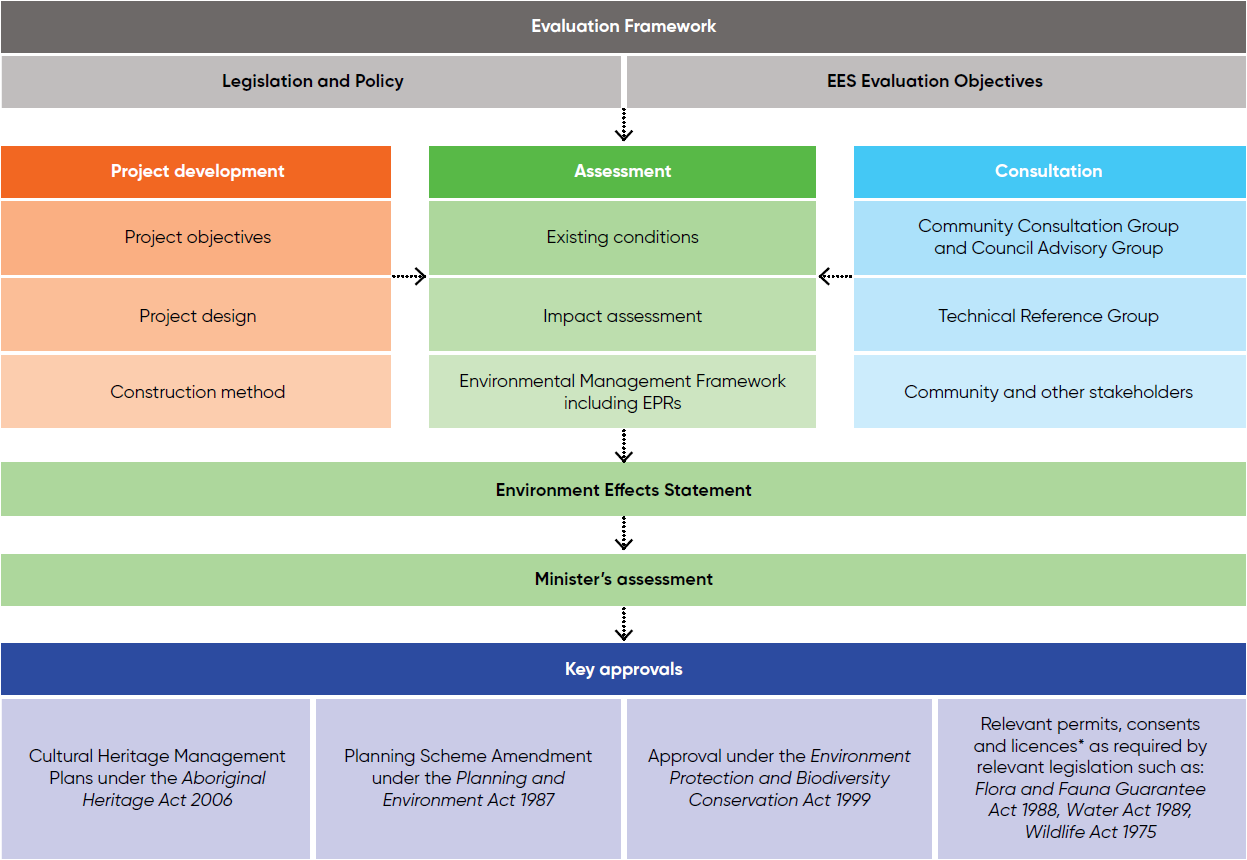 Evaluation Framework
Legislation and Policy
EES Evaluation Objectives
Project development
Project objectives
Project design
Construction method
Assessment
Existing conditions
Impact assessment
Environmental Management Framework
including EPRs
Consultation
Community Consultation Group
and Council Advisory Group
Technical Reference Group
Community and other stakeholders
Environment Effects Statement
Minister’s assessment
Key approvals
Cultural Heritage Management
Plans under the Aboriginal
Heritage Act 2006
Planning Scheme Amendment
under the Planning and
Environment Act 1987
Approval under the Environment
Protection and Biodiversity
Conservation Act 1999
Relevant permits, consents
and licences* as required by
relevant legislation such as:
Flora and Fauna Guarantee
Act 1988, Water Act 1989,
Wildlife Act 1975